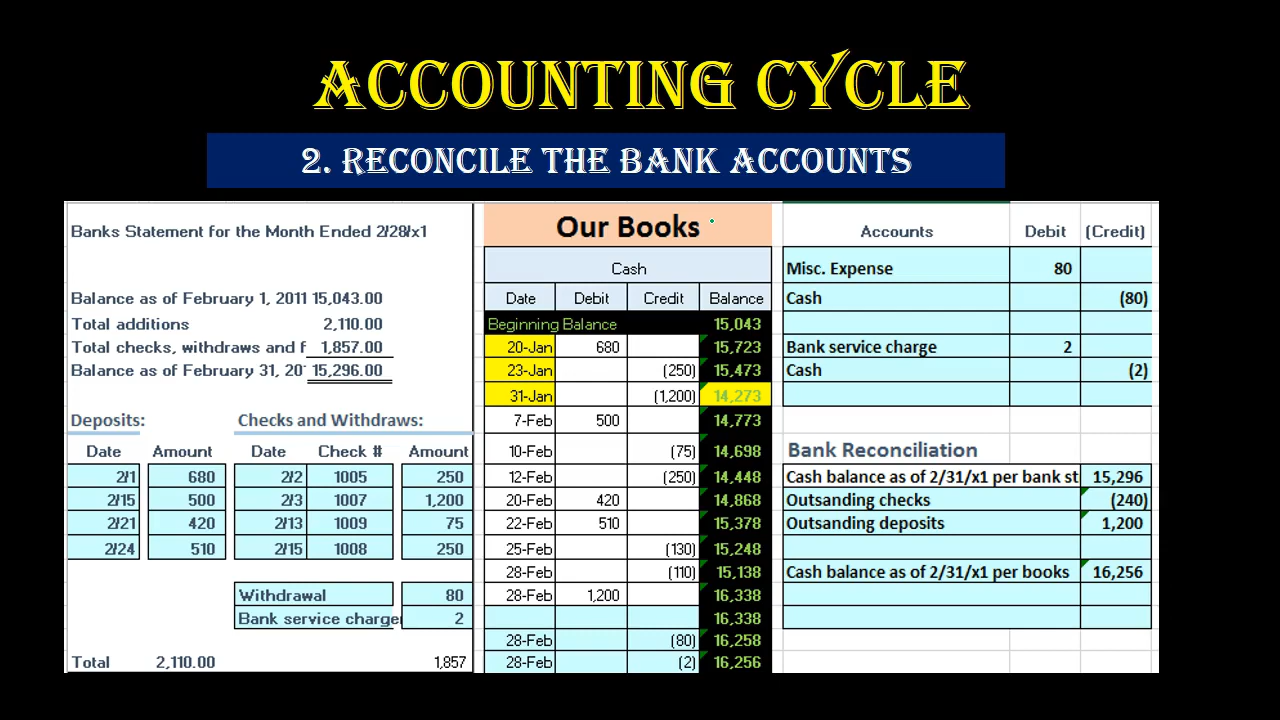 ACCOUNTING CYCLE
2. RECONCILE THE BANK ACCOUNTS
Banks Statement for the Month Ended 2/28/x1
Balance as of February 1, 2011 15,043.00
Total additions 2,110.00
Total checks, withdraws and f 1,857.00
Balance as of February 31, 20 15,296.00
Deposits: Checks and Withdraws:
Date Amount Date Check # Amount
2/1 680 2/2 1005 250
2/15 500 2/3 1007 1,200
2/21 420 2/13 1009 75
2/24 510 2/15 1008 250
Withdrawal 80
Bank service charge 2
Total 2,110.00 1,857
Our Books
Cash
Date Debit Credit Balance
Beginning Balance 15,043
20-Jan 680 15,723
23-Jan (250) 15,473
31-Jan (1,200) 14,273
7-Feb 500 14,773
10-Feb (75) 14,698
12-Feb (250) 14,448
20-Feb 420 14,868
22-Feb 510 15,378
25-Feb (130) 15,248
28-Feb (110) 15,138
28-Feb 1,200 16,338
16,338
28-Feb (80) 16,258
28-Feb (2) 16,256
Accounts Debit (Credit)
Misc. Expense 80
Cash (80)
Bank service charge 2
Cash (2)
Bank Reconciliation
Cash balance as of 2/31/x1 per bank st 15,296
Outsanding checks (240)
Outsanding deposits 1,200
Cash balance as of 2/31/x1 per books 16,256